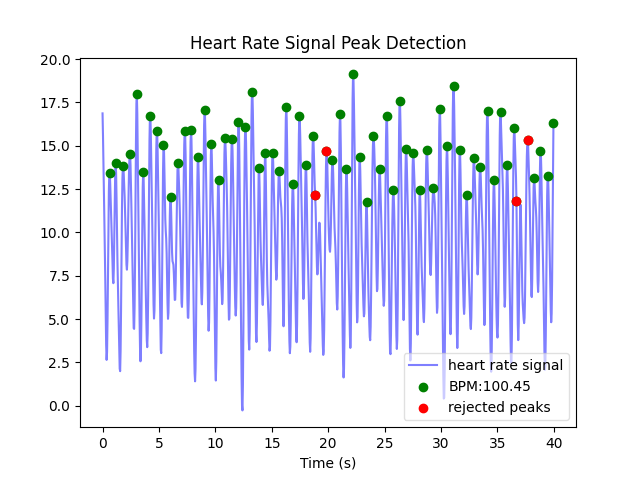 Heart Rate Signal Peak Detection
20.0
17.5
15.0
12.5
10.0
7.5
5.0
2.5
0.0
heart rate signal
BPM:100.45
rejected peaks
0 5 10 15 20 25 30 35 40
Time (s)